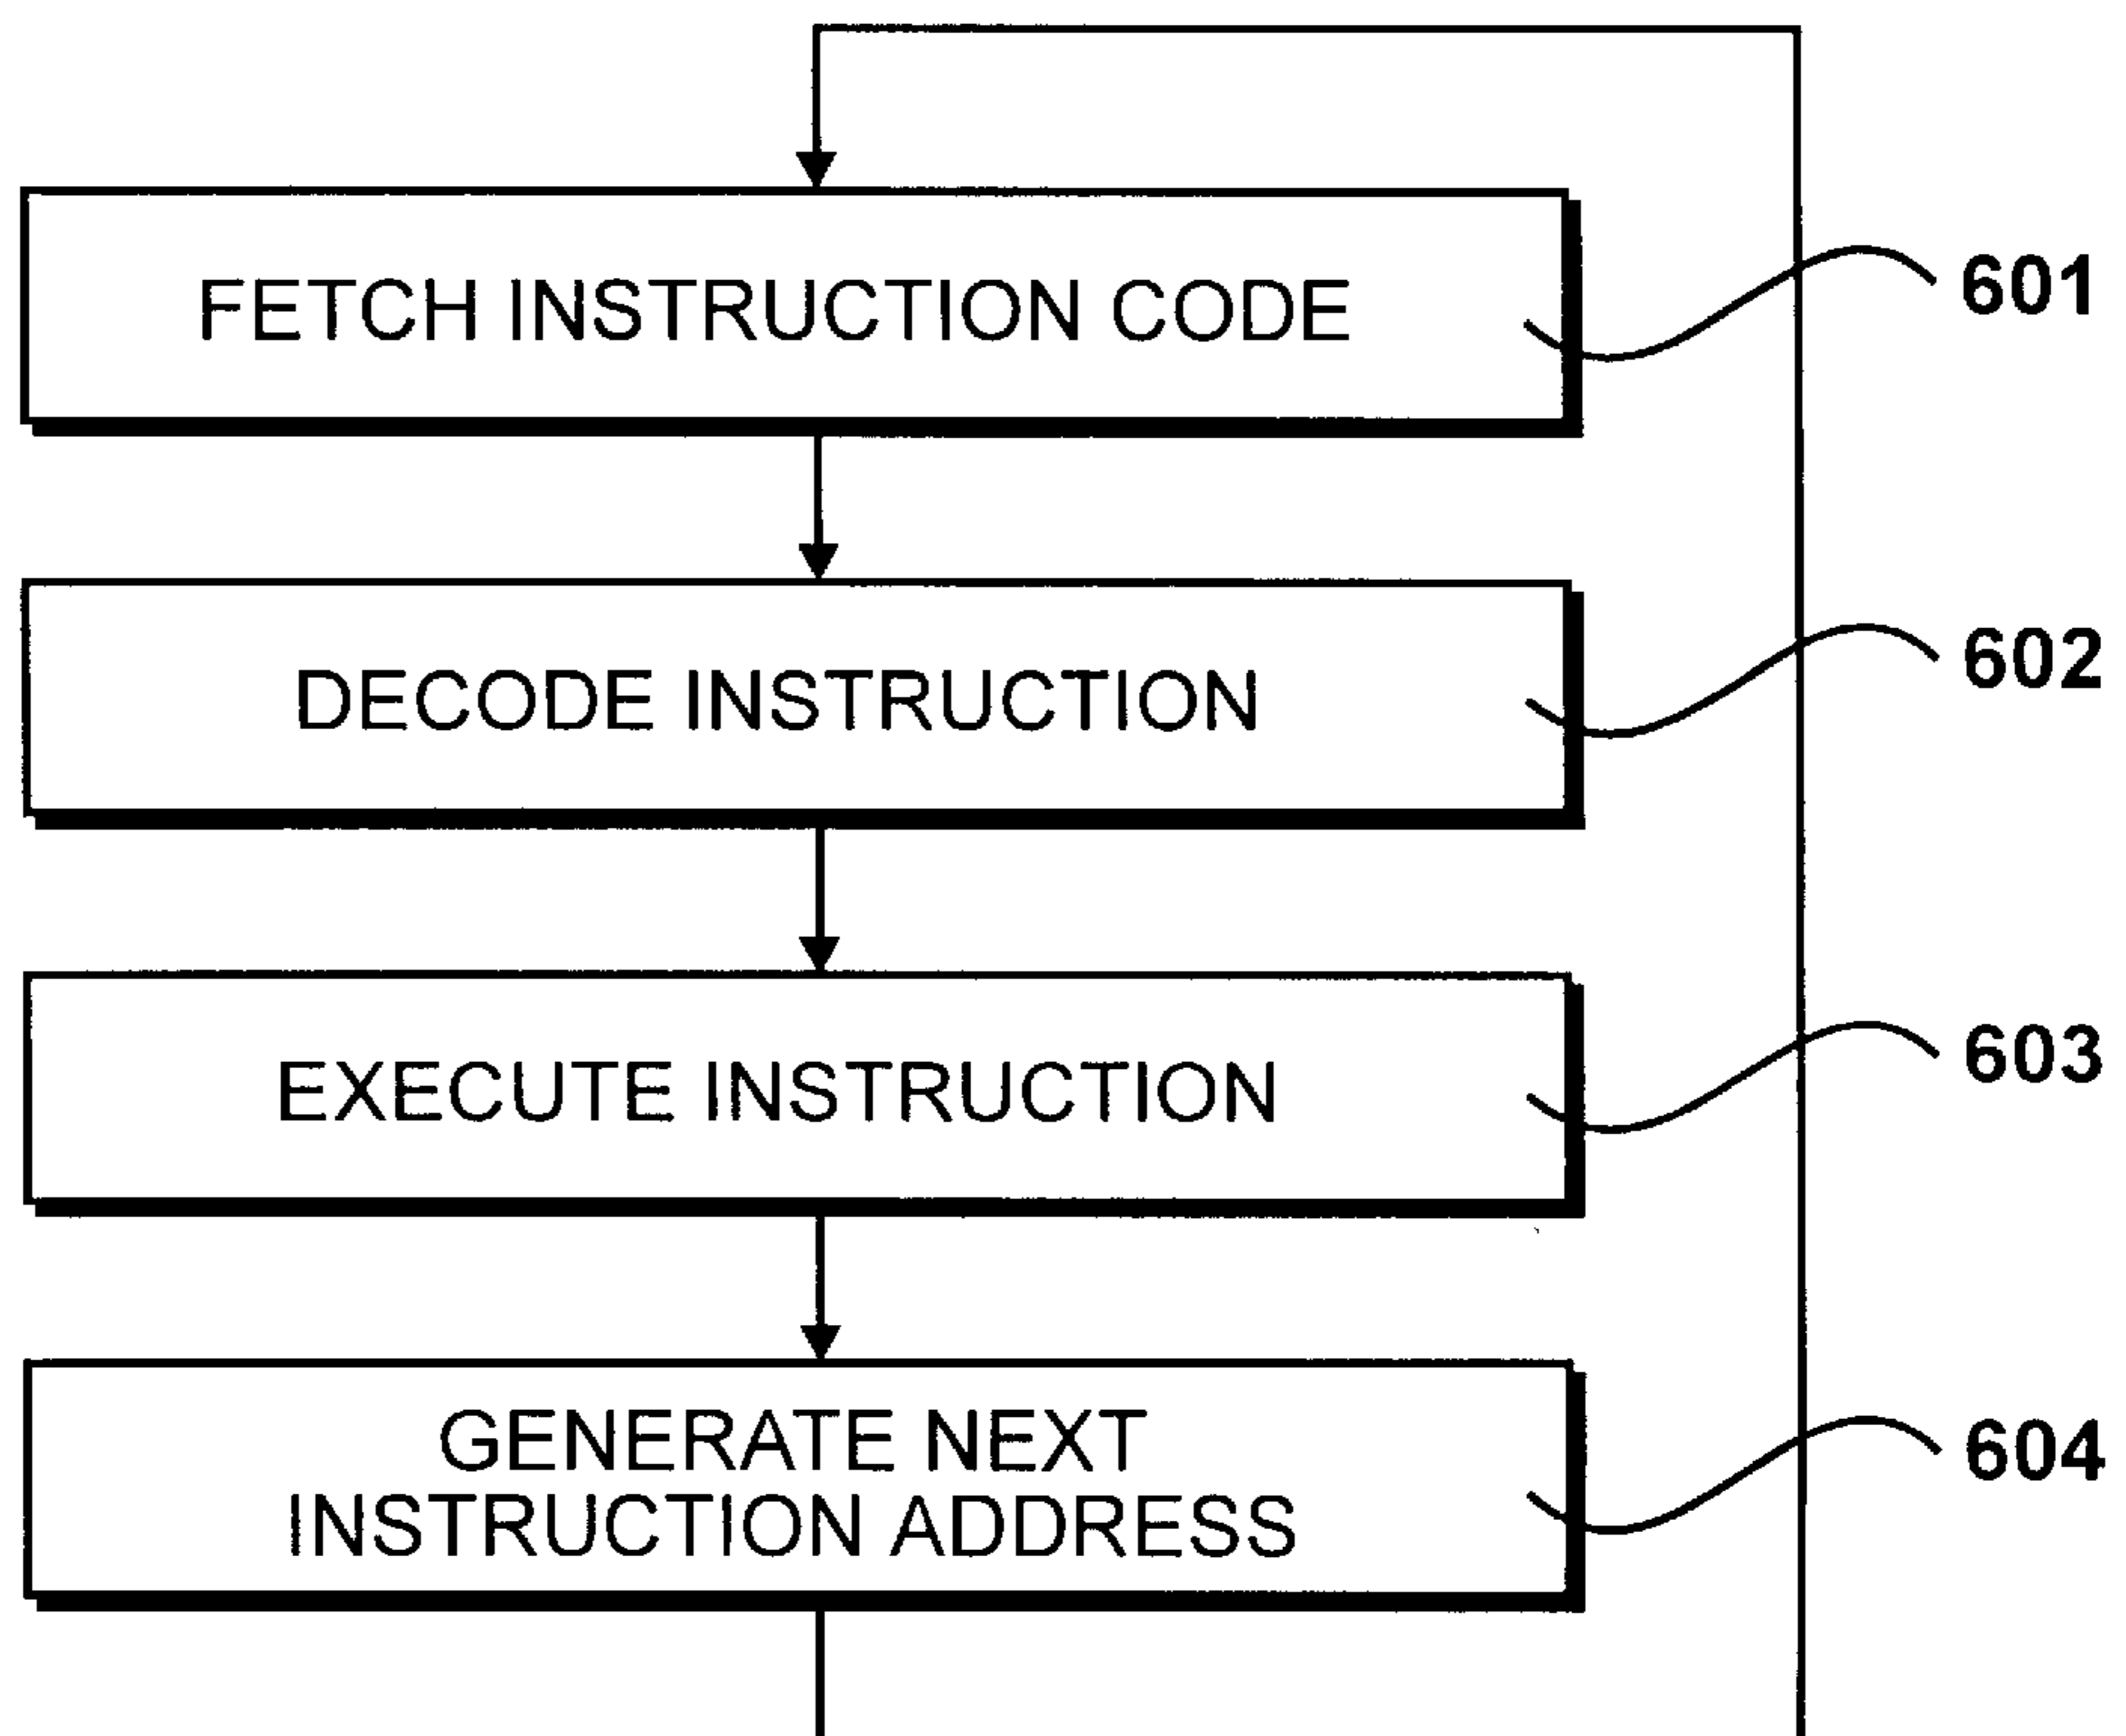 FETCH INSTRUCTION CODE
601
DECODE INSTRUCTION
602
EXECUTE INSTRUCTION
603
GENERATE NEXT
INSTRUCTION ADDRESS
604